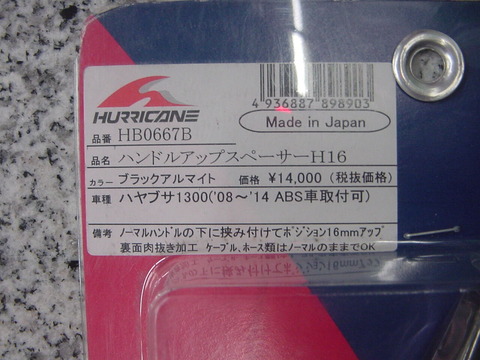 HURRICANE
4 936887 898903
Made in Japan
品番 HB0667B
品名 ハンドルアップスペーサーH16
カラー ブラックアルマイト 価格 ¥14,000 (税抜価格)
車種 ハヤブサ1300('08～'14 ABS車取付可)
備考 ノーマルハンドルの下に挟み付けてポジション16mmアップ
裏面肉抜き加工 ケーブル、ホース類はノーマルのままでOK